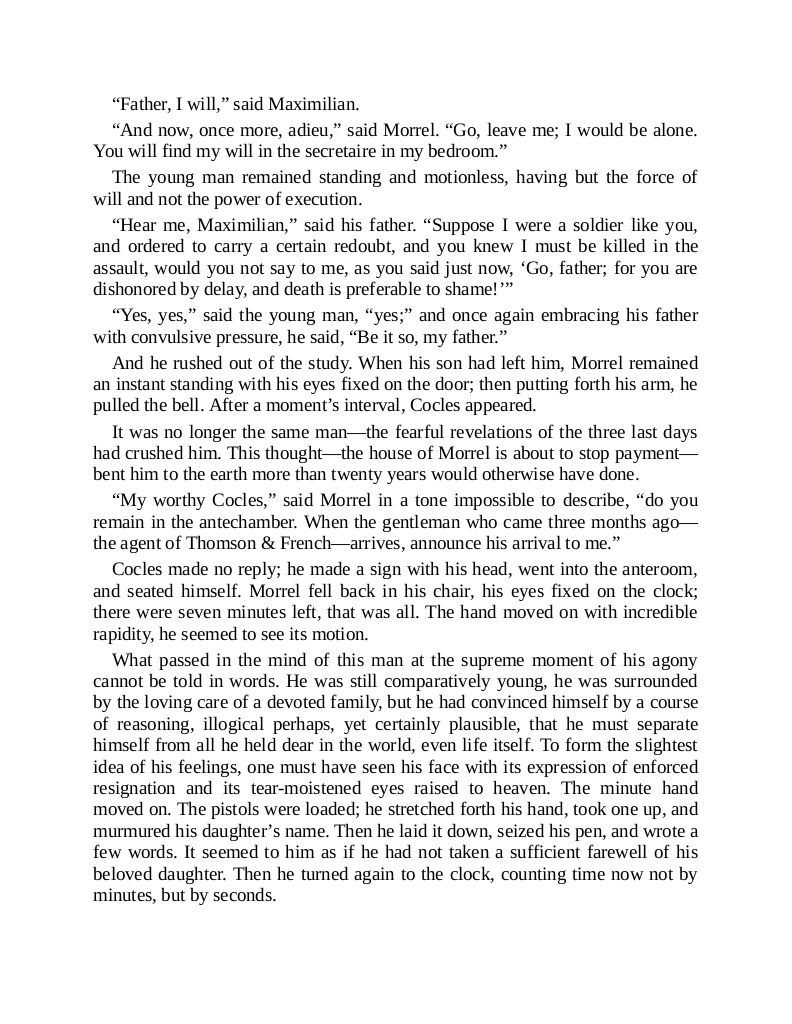 “Father, I will,” said Maximilian.
“And now, once more, adieu,” said Morrel. “Go, leave me; I would be alone.
You will find my will in the secretaire in my bedroom.”
The young man remained standing and motionless, having but the force of
will and not the power of execution.
“Hear me, Maximilian,” said his father. “Suppose I were a soldier like you,
and ordered to carry a certain redoubt, and you knew I must be killed in the
assault, would you not say to me, as you said just now, ‘Go, father; for you are
dishonored by delay, and death is preferable to shame!’”
“Yes, yes,” said the young man, “yes;” and once again embracing his father
with convulsive pressure, he said, “Be it so, my father.”
And he rushed out of the study. When his son had left him, Morrel remained
an instant standing with his eyes fixed on the door; then putting forth his arm, he
pulled the bell. After a moment’s interval, Cocles appeared.
It was no longer the same man—the fearful revelations of the three last days
had crushed him. This thought—the house of Morrel is about to stop payment—
bent him to the earth more than twenty years would otherwise have done.
“My worthy Cocles,” said Morrel in a tone impossible to describe, “do you
remain in the antechamber. When the gentleman who came three months ago—
the agent of Thomson & French—arrives, announce his arrival to me.”
Cocles made no reply; he made a sign with his head, went into the anteroom,
and seated himself. Morrel fell back in his chair, his eyes fixed on the clock;
there were seven minutes left, that was all. The hand moved on with incredible
rapidity, he seemed to see its motion.
What passed in the mind of this man at the supreme moment of his agony
cannot be told in words. He was still comparatively young, he was surrounded
by the loving care of a devoted family, but he had convinced himself by a course
of reasoning, illogical perhaps, yet certainly plausible, that he must separate
himself from all he held dear in the world, even life itself. To form the slightest
idea of his feelings, one must have seen his face with its expression of enforced
resignation and its tear-moistened eyes raised to heaven. The minute hand
moved on. The pistols were loaded; he stretched forth his hand, took one up, and
murmured his daughter’s name. Then he laid it down, seized his pen, and wrote a
few words. It seemed to him as if he had not taken a sufficient farewell of his
beloved daughter. Then he turned again to the clock, counting time now not by
minutes, but by seconds.